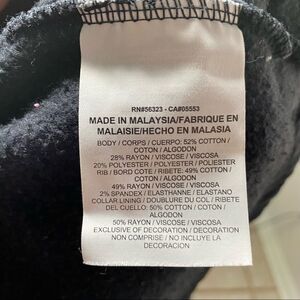 RN#56323 - CA#05553
MADE IN MALAYSIA/FABRIQUE EN
MALAISIE/HECHO EN MALASIA
BODY / CORPS / CUERPO: 52% COTTON /
COTON / ALGODON
28% RAYON / VISCOSE / VISCOSA
20% POLYESTER / POLYESTER / POLIESTER
RIB / BORD COTE / RIBETE: 49% COTTON /
COTON / ALGODON
49% RAYON / VISCOSE / VISCOSA
2% SPANDEX / ELASTHANNE / ELASTANO
COLLAR LINING / DOUBLURE DU COL / RIBETE
DEL CUELLO: 50% COTTON / COTON /
ALGODON
50% RAYON / VISCOSE / VISCOSA
EXCLUSIVE OF DECORATION / DECORATION
NON COMPRISE / NO INCLUYE LA
DECORACION